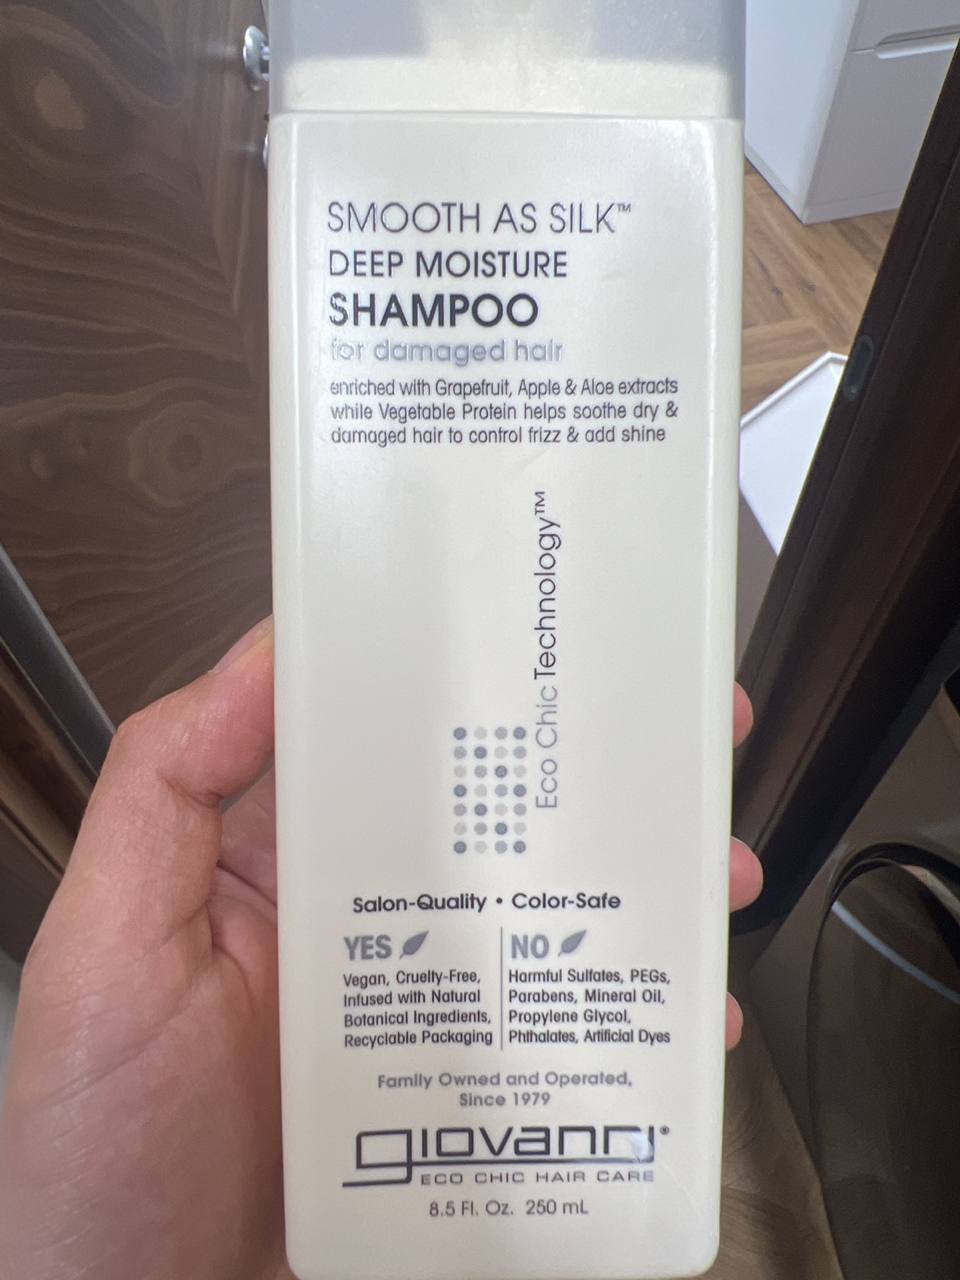 SMOOTH AS SILK™
DEEP MOISTURE
SHAMPOO
for damaged hair
enriched with Grapefruit, Apple & Aloe extracts
while Vegetable Protein helps soothe dry &
damaged hair to control frizz & add shine
Eco Chic Technology™
Salon-Quality • Color-Safe
YES
Vegan, Cruelty-Free,
Infused with Natural
Botanical Ingredients,
Recyclable Packaging
NO
Harmful Sulfates, PEGs,
Parabens, Mineral Oil,
Propylene Glycol,
Phthalates, Artificial Dyes
Family Owned and Operated,
Since 1979
giovanni®
ECO CHIC HAIR CARE
8.5 Fl. Oz. 250 mL